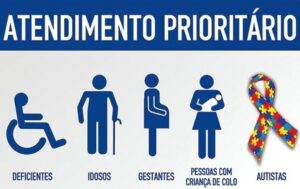 ATENDIMENTO PRIORITÁRIO
DEFICIENTES
IDOSOS
GESTANTES
PESSOAS COM
CRIANÇA DE COLO
AUTISTAS